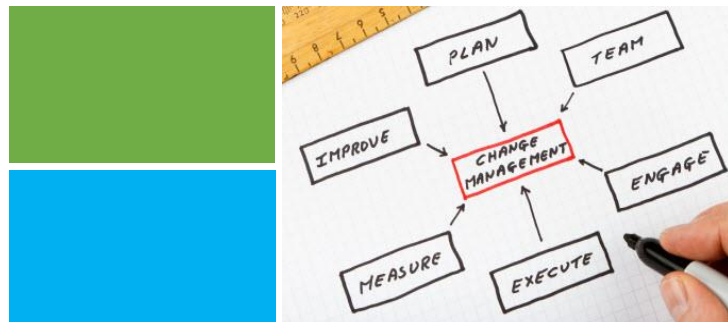 PLAN
TEAM
IMPROVE
CHANGE
MANAGEMENT
ENGAGE
MEASURE
EXECUTE